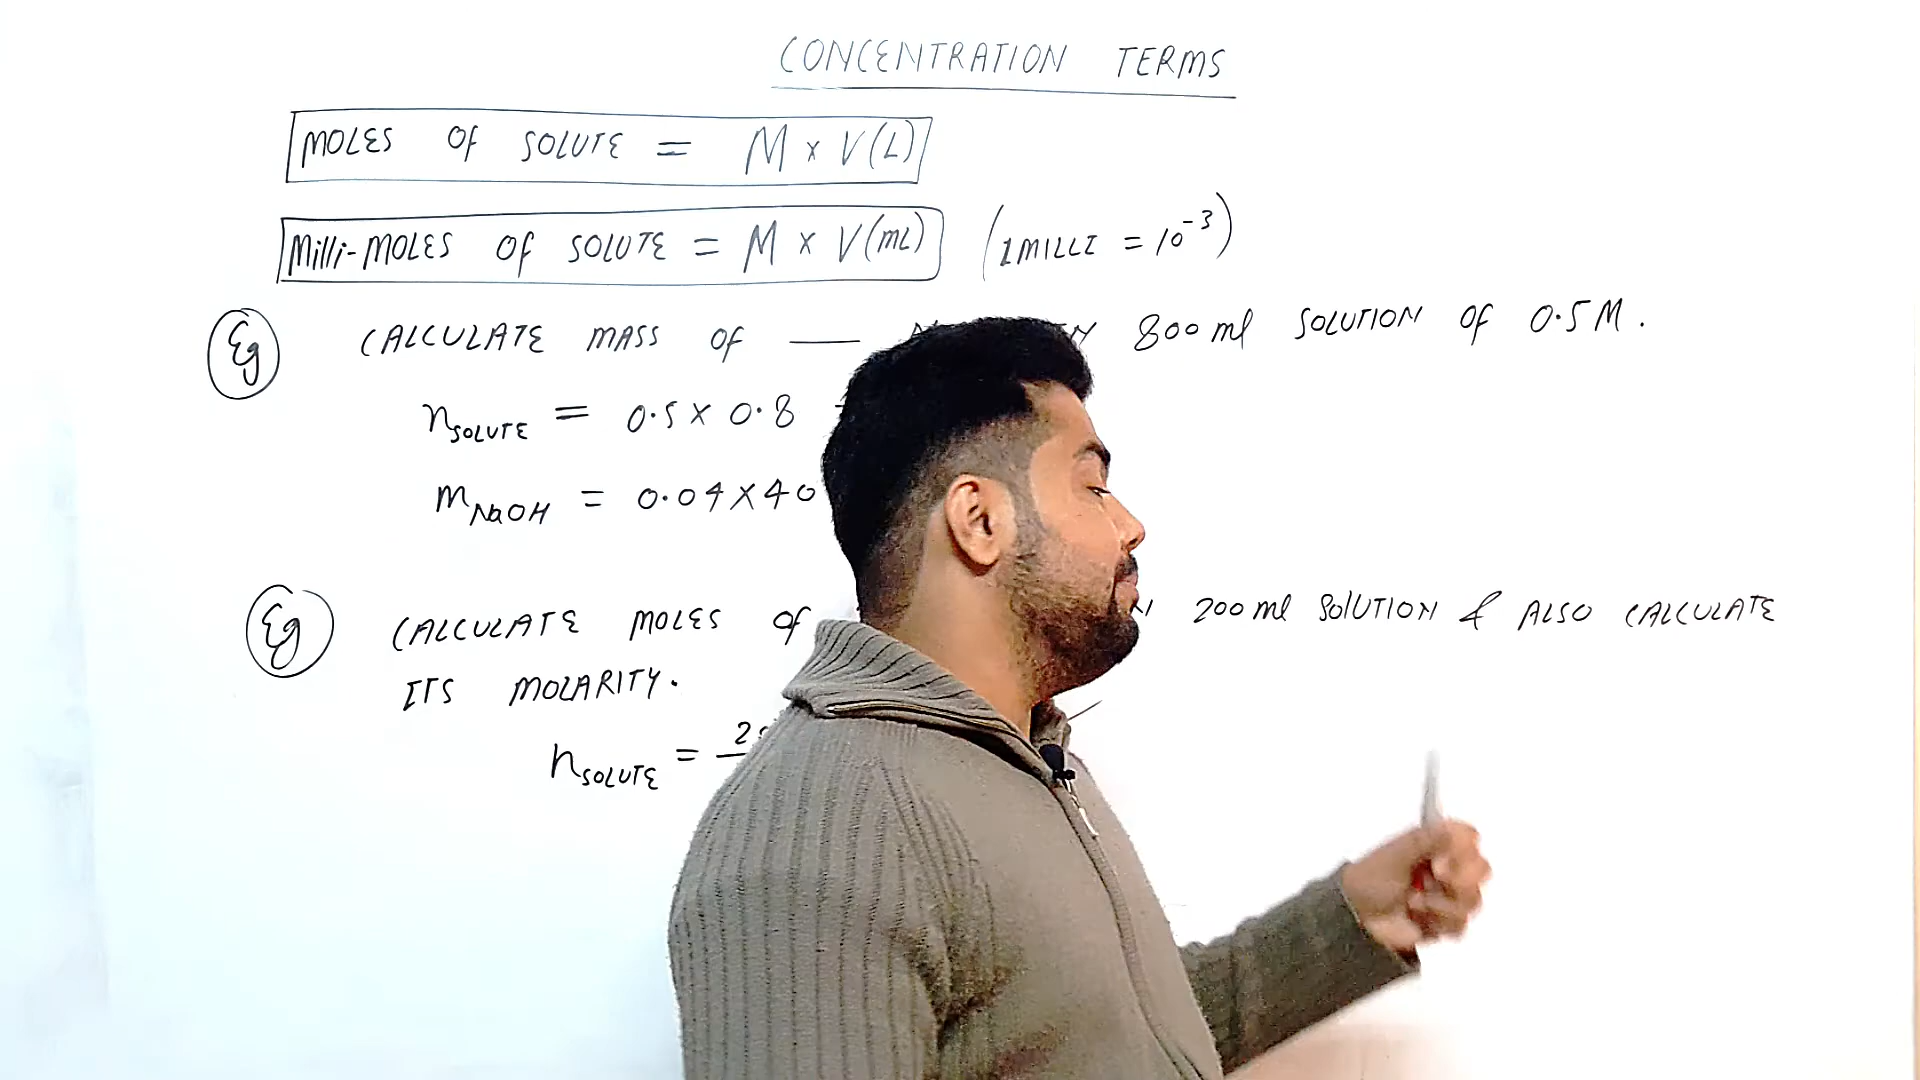 CONCENTRATION TERMS
MOLES OF SOLUTE = M × V(L)
Milli-MOLES OF SOLUTE = M × V(ml) (1 MILLI = 10⁻³)
Eg CALCULATE MASS OF —— 800 ml SOLUTION OF 0.5 M.
n SOLUTE = 0.5 × 0.8
m NaOH = 0.04 × 40
Eg CALCULATE MOLES OF 200 ml SOLUTION & ALSO CALCULATE
ITS MOLARITY.
n SOLUTE = 2